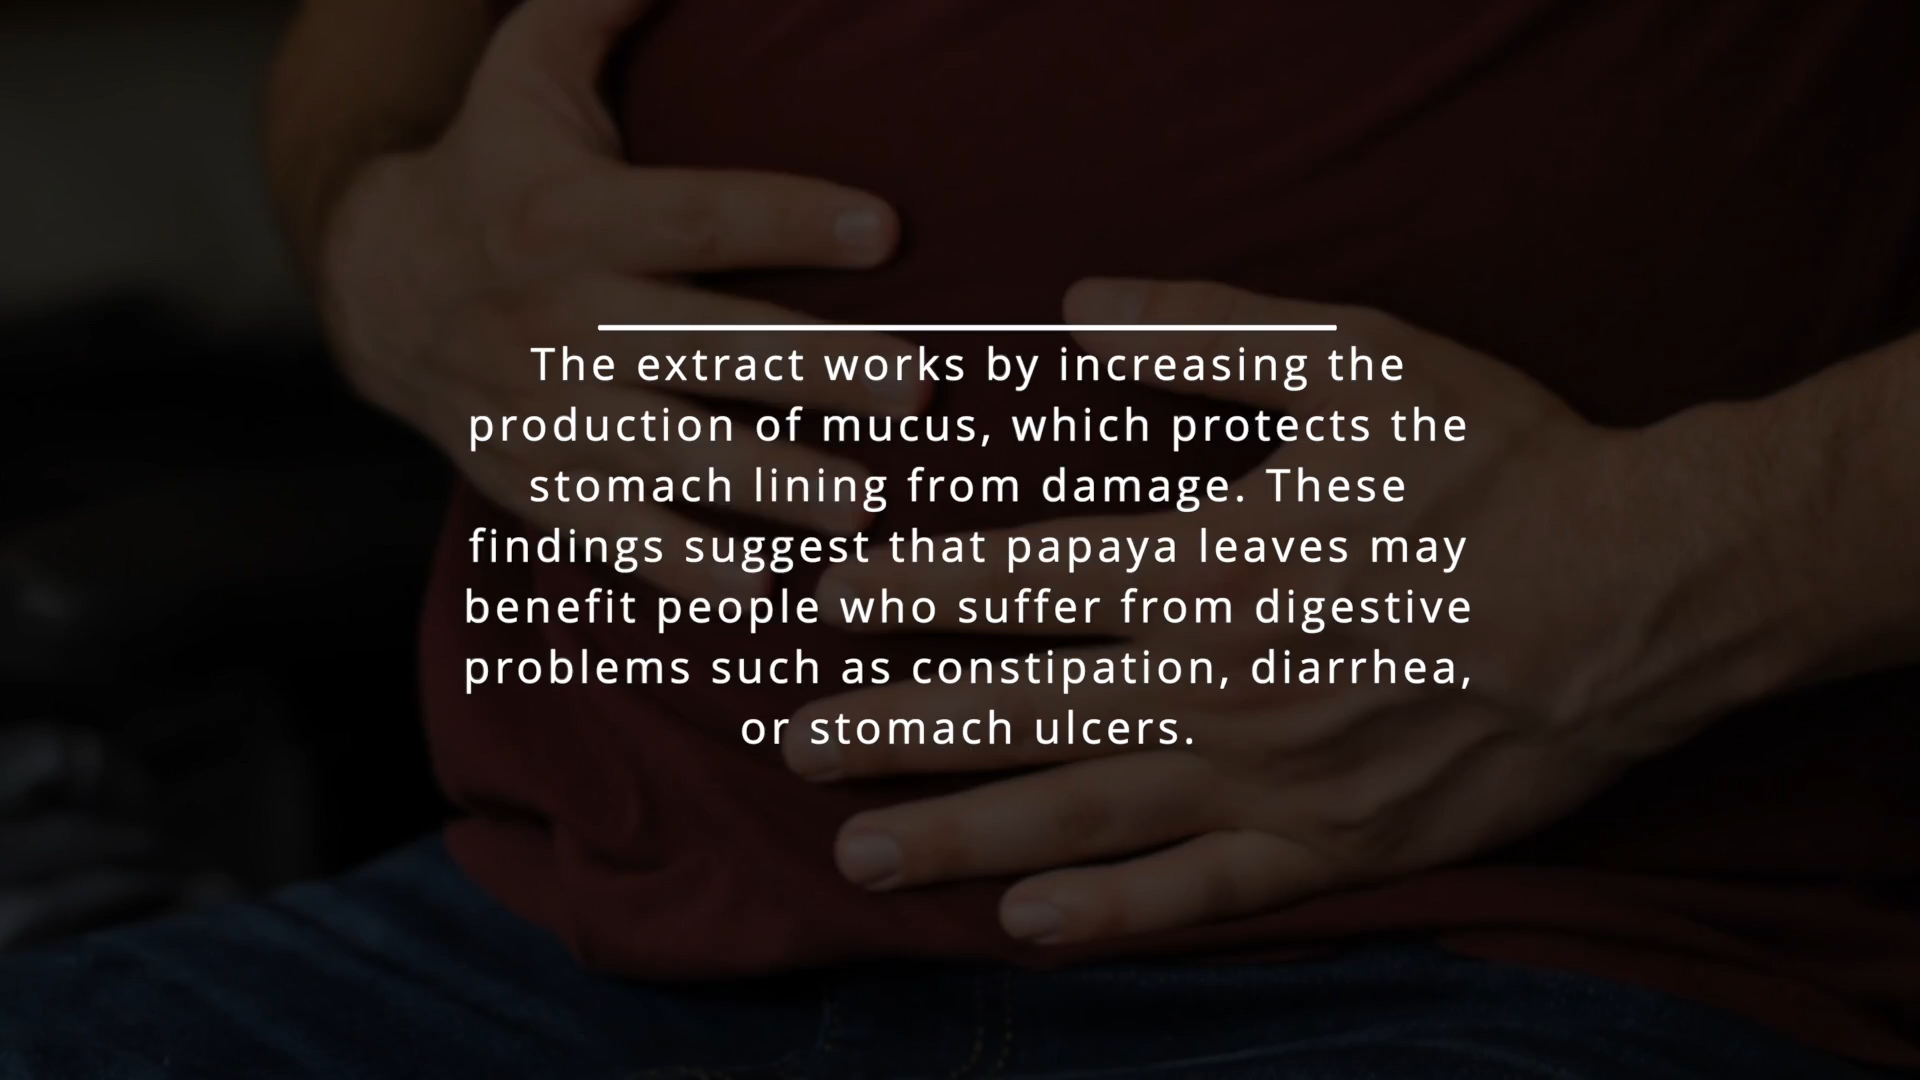 The extract works by increasing the
production of mucus, which protects the
stomach lining from damage. These
findings suggest that papaya leaves may
benefit people who suffer from digestive
problems such as constipation, diarrhea,
or stomach ulcers.